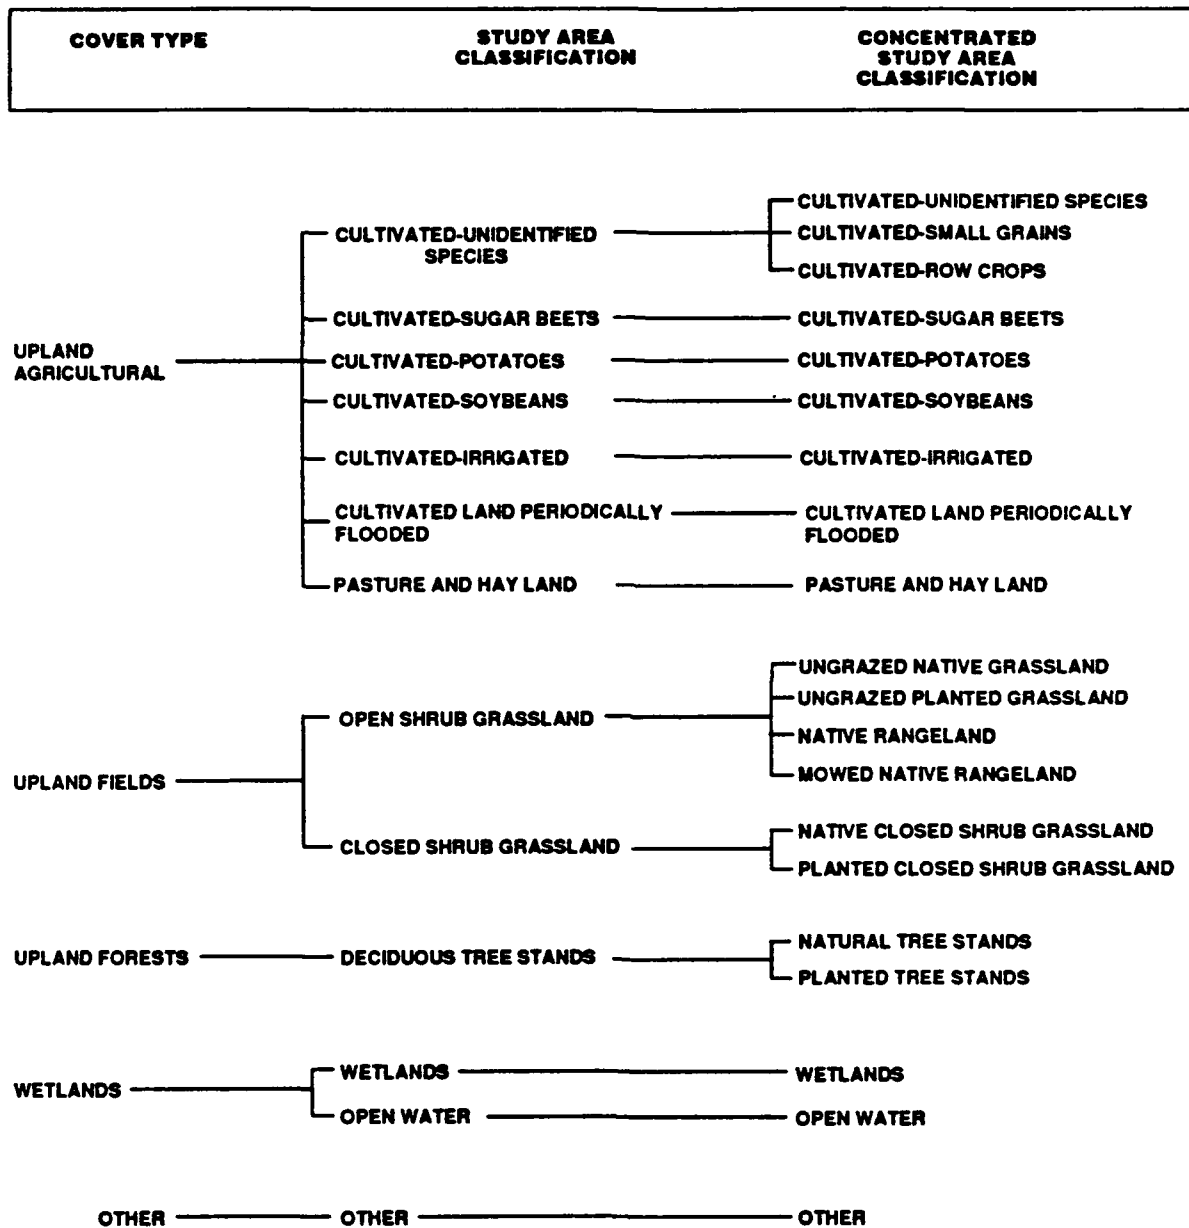 COVER TYPE
STUDY AREA
CLASSIFICATION
CONCENTRATED
STUDY AREA
CLASSIFICATION
UPLAND
AGRICULTURAL
CULTIVATED-UNIDENTIFIED
SPECIES
CULTIVATED-UNIDENTIFIED SPECIES
CULTIVATED-SMALL GRAINS
CULTIVATED-ROW CROPS
CULTIVATED-SUGAR BEETS
CULTIVATED-SUGAR BEETS
CULTIVATED-POTATOES
CULTIVATED-POTATOES
CULTIVATED-SOYBEANS
CULTIVATED-SOYBEANS
CULTIVATED-IRRIGATED
CULTIVATED-IRRIGATED
CULTIVATED LAND PERIODICALLY
FLOODED
CULTIVATED LAND PERIODICALLY
FLOODED
PASTURE AND HAY LAND
PASTURE AND HAY LAND
UPLAND FIELDS
OPEN SHRUB GRASSLAND
UNGRAZED NATIVE GRASSLAND
UNGRAZED PLANTED GRASSLAND
NATIVE RANGELAND
MOWED NATIVE RANGELAND
CLOSED SHRUB GRASSLAND
NATIVE CLOSED SHRUB GRASSLAND
PLANTED CLOSED SHRUB GRASSLAND
UPLAND FORESTS
DECIDUOUS TREE STANDS
NATURAL TREE STANDS
PLANTED TREE STANDS
WETLANDS
WETLANDS
WETLANDS
OPEN WATER
OPEN WATER
OTHER
OTHER
OTHER